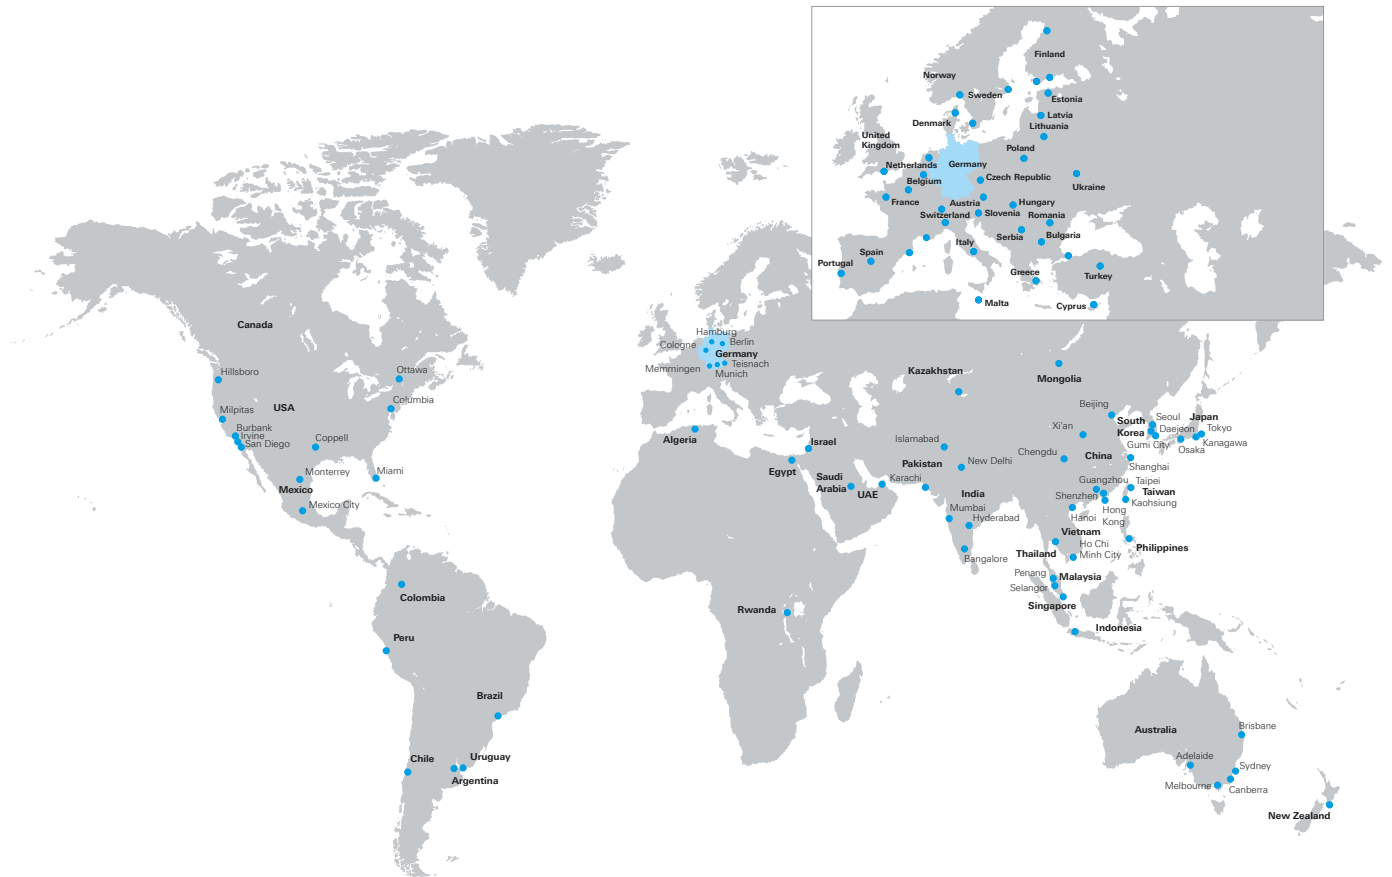 Finland
Norway
Sweden
Estonia
Latvia
Denmark
Lithuania
United
Kingdom
Poland
Netherlands
Germany
Belgium
Czech Republic
Ukraine
France
Austria
Hungary
Switzerland
Slovenia
Romania
Serbia
Bulgaria
Italy
Spain
Portugal
Greece
Turkey
Malta
Cyprus
Canada
Hillsboro
Ottawa
Milpitas
USA
Columbia
Burbank
Irvine
San Diego
Coppell
Monterrey
Miami
Mexico
Mexico City
Colombia
Peru
Brazil
Chile
Uruguay
Argentina
Hamburg
Cologne
Berlin
Germany
Memmingen
Teisnach
Munich
Algeria
Israel
Egypt
Saudi
Arabia
UAE
Rwanda
Kazakhstan
Mongolia
Islamabad
Pakistan
New Delhi
Karachi
India
Mumbai
Hyderabad
Bangalore
Beijing
Xi'an
Chengdu
China
South
Korea
Seoul
Daejeon
Gumi City
Japan
Tokyo
Kanagawa
Osaka
Shanghai
Guangzhou
Taipei
Shenzhen
Taiwan
Kaohsiung
Hong
Kong
Hanoi
Vietnam
Thailand
Ho Chi
Minh City
Philippines
Penang
Malaysia
Selangor
Singapore
Indonesia
Australia
Brisbane
Adelaide
Sydney
Melbourne
Canberra
New Zealand